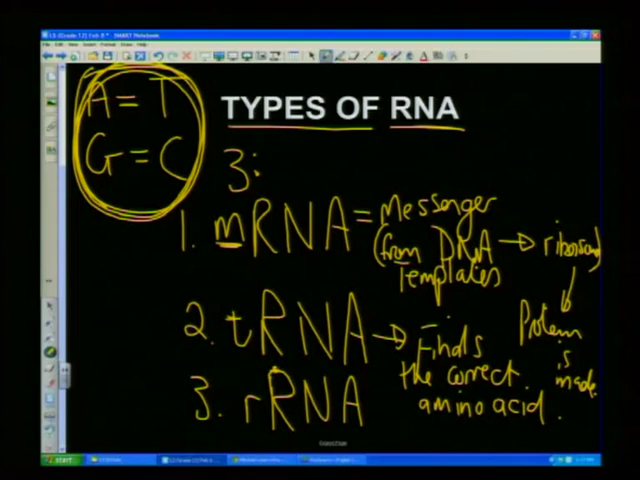 A = T
G = C
TYPES OF RNA
3:
1. mRNA = Messenger
(from DNA → ribosome)
Templates
Protein
is
made.
2. tRNA → Finds
the correct
amino acid.
3. rRNA
start